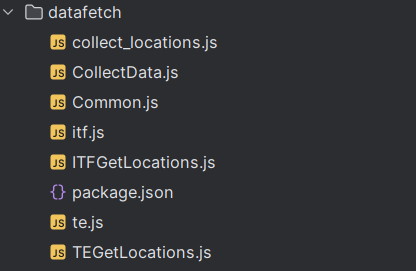 datafetch
JS collect_locations.js
JS CollectData.js
JS Common.js
JS itf.js
JS ITFGetLocations.js
{} package.json
JS te.js
JS TEGetLocations.js